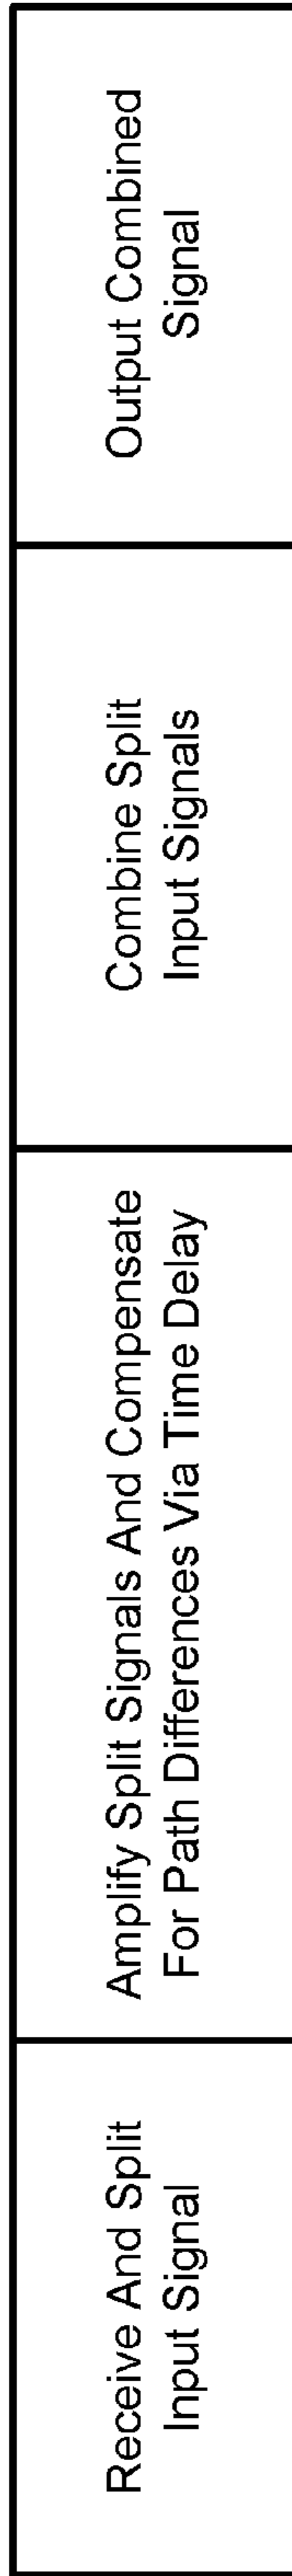 Receive And Split
Input Signal
Amplify Split Signals And Compensate
For Path Differences Via Time Delay
Combine Split
Input Signals
Output Combined
Signal